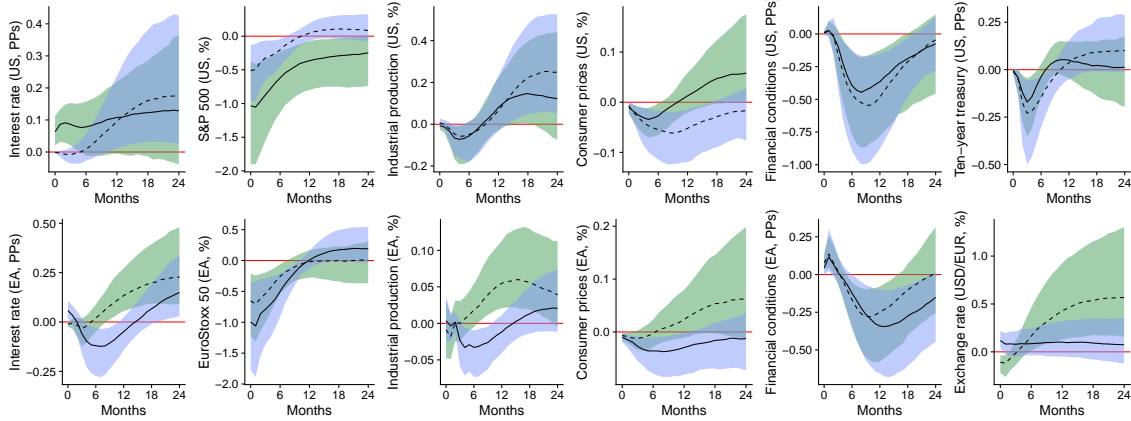 Interest rate (US, PPs)
0.4
0.3
0.2
0.1
0.0
0 6 12 18 24
Months
S&P 500 (US, %)
0.0
−0.5
−1.0
−1.5
−2.0
0 6 12 18 24
Months
Industrial production (US, %)
0.4
0.2
0.0
−0.2
0 6 12 18 24
Months
Consumer prices (US, %)
0.1
0.0
−0.1
0 6 12 18 24
Months
Financial conditions (US, PPs)
0.00
−0.25
−0.50
−0.75
−1.00
0 6 12 18 24
Months
Ten−year treasury (US, PPs)
0.25
0.00
−0.25
−0.50
0 6 12 18 24
Months
Interest rate (EA, PPs)
0.50
0.25
0.00
−0.25
0 6 12 18 24
Months
EuroStoxx 50 (EA, %)
0.5
0.0
−0.5
−1.0
−1.5
−2.0
0 6 12 18 24
Months
Industrial production (EA, %)
0.10
0.05
0.00
−0.05
0 6 12 18 24
Months
Consumer prices (EA, %)
0.2
0.1
0.0
0 6 12 18 24
Months
Financial conditions (EA, PPs)
0.25
0.00
−0.25
−0.50
0 6 12 18 24
Months
Exchange rate (USD/EUR, %)
1.0
0.5
0.0
0 6 12 18 24
Months